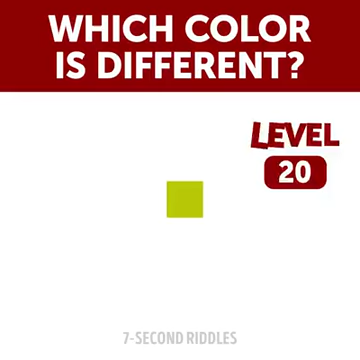 WHICH COLOR
IS DIFFERENT?
LEVEL
20
7-SECOND RIDDLES